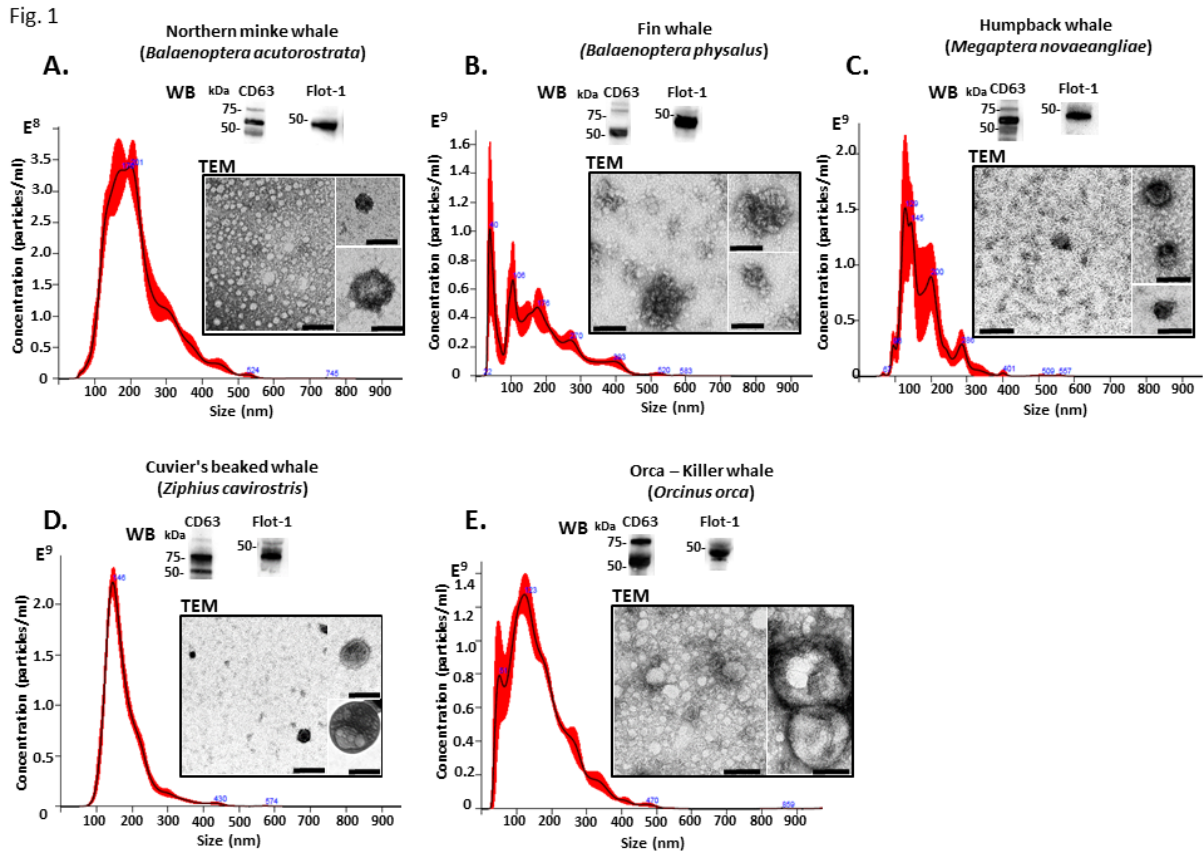 Fig. 1
Northern minke whale
(Balaenoptera acutorostrata)
A.
WB
kDa
CD63
Flot-1
75-
50-
50-
E8
TEM
Concentration (particles/ml)
3.5
3.0
2.5
2.0
1.5
1.0
0.5
0
524
745
100 200 300 400 500 600 700 800 900
Size (nm)
Fin whale
(Balaenoptera physalus)
B.
WB
kDa
CD63
Flot-1
75-
50-
50-
E9
TEM
Concentration (particles/ml)
1.6
1.4
1.2
1.0
0.8
0.6
0.4
0.2
0
520
583
100 200 300 400 500 600 700 800 900
Size (nm)
Humpback whale
(Megaptera novaeangliae)
C.
WB
kDa
CD63
Flot-1
75-
50-
50-
E9
TEM
Concentration (particles/ml)
2.0
1.5
1.0
0.5
0
401
509
557
100 200 300 400 500 600 700 800 900
Size (nm)
Cuvier's beaked whale
(Ziphius cavirostris)
D.
WB
kDa
CD63
Flot-1
75-
50-
50-
E9
TEM
Concentration (particles/ml)
2.0
1.5
1.0
0.5
0
430
574
100 200 300 400 500 600 700 800 900
Size (nm)
Orca – Killer whale
(Orcinus orca)
E.
WB
kDa
CD63
Flot-1
75-
50-
50-
E9
TEM
Concentration (particles/ml)
1.4
1.2
1.0
0.8
0.6
0.4
0.2
0
470
859
100 200 300 400 500 600 700 800 900
Size (nm)